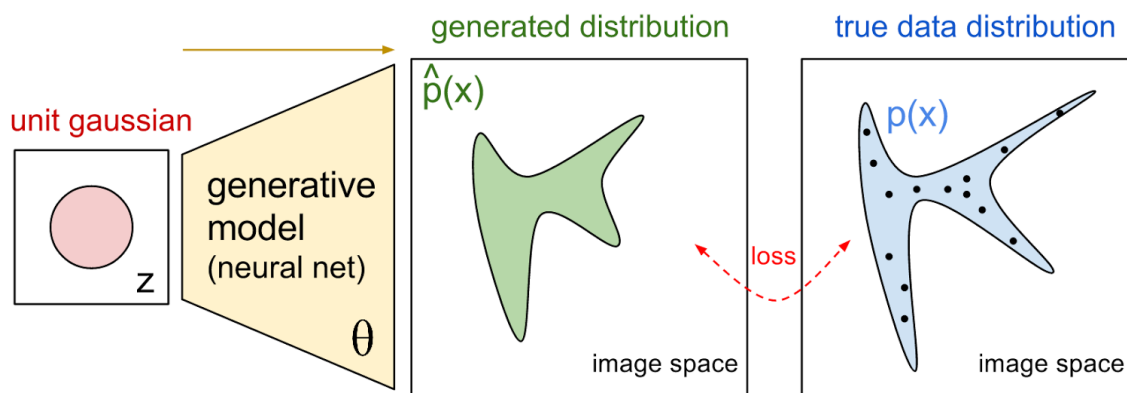 generated distribution
true data distribution
unit gaussian
z
generative
model
(neural net)
θ
p̂(x)
image space
loss
p(x)
image space